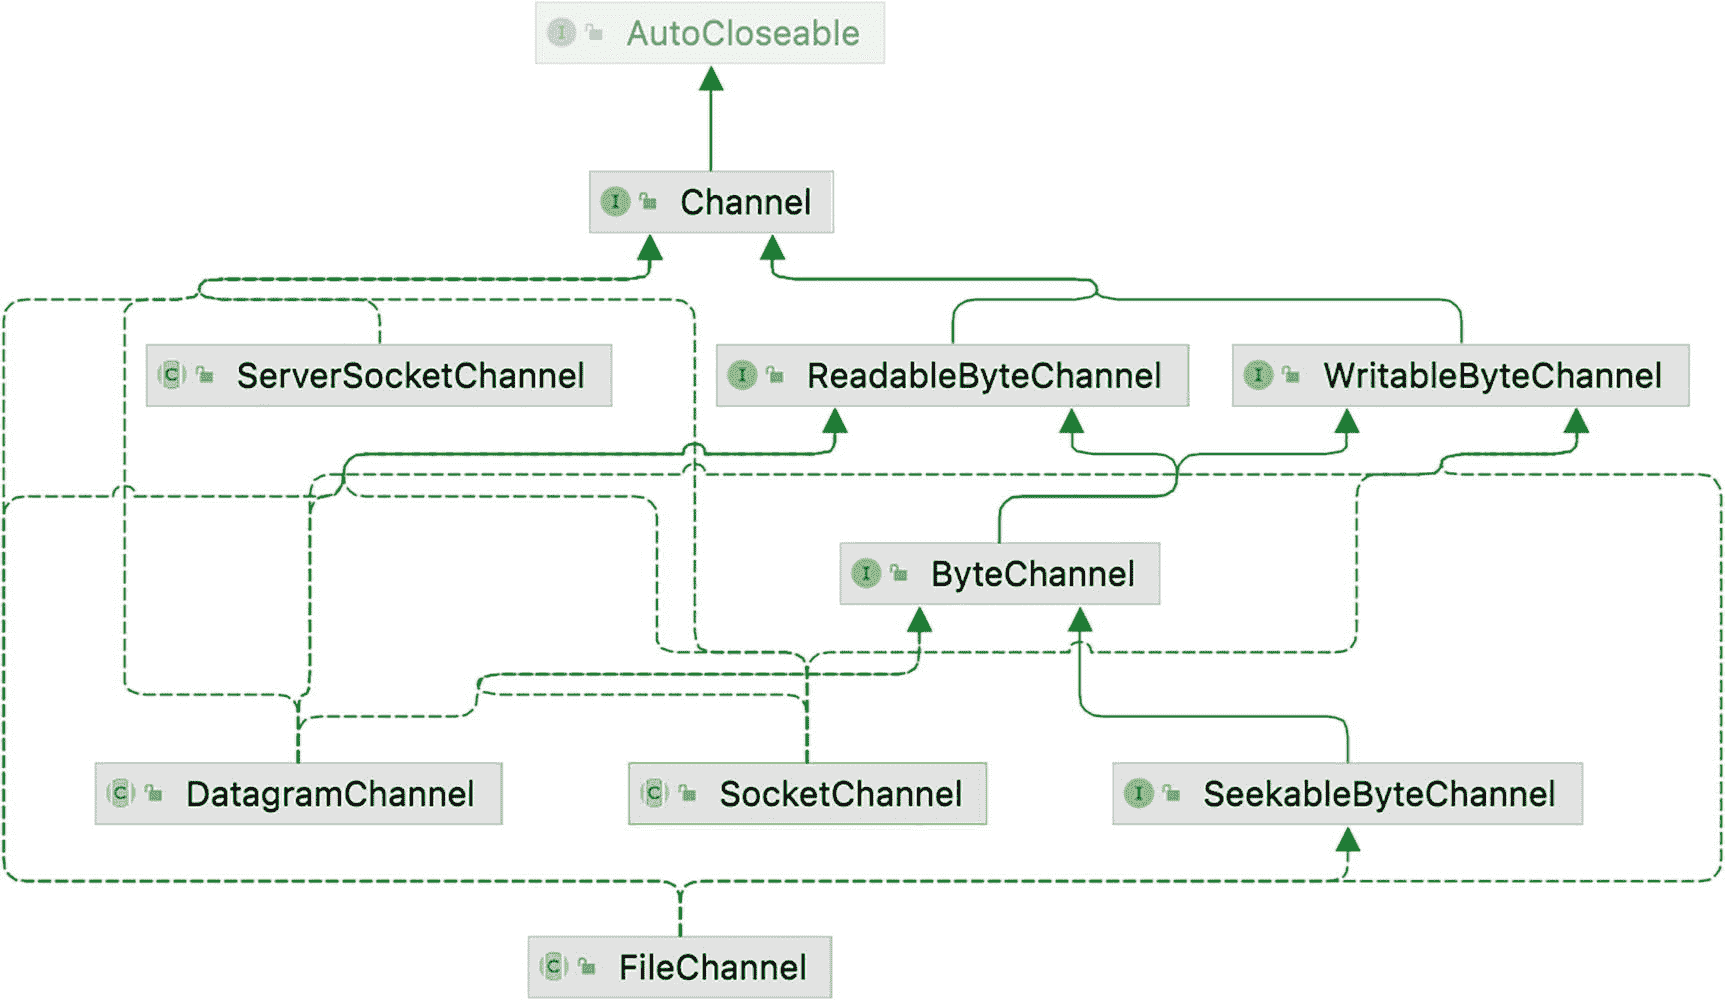 I AutoCloseable
I Channel
C ServerSocketChannel
I ReadableByteChannel
I WritableByteChannel
I ByteChannel
C DatagramChannel
C SocketChannel
I SeekableByteChannel
C FileChannel